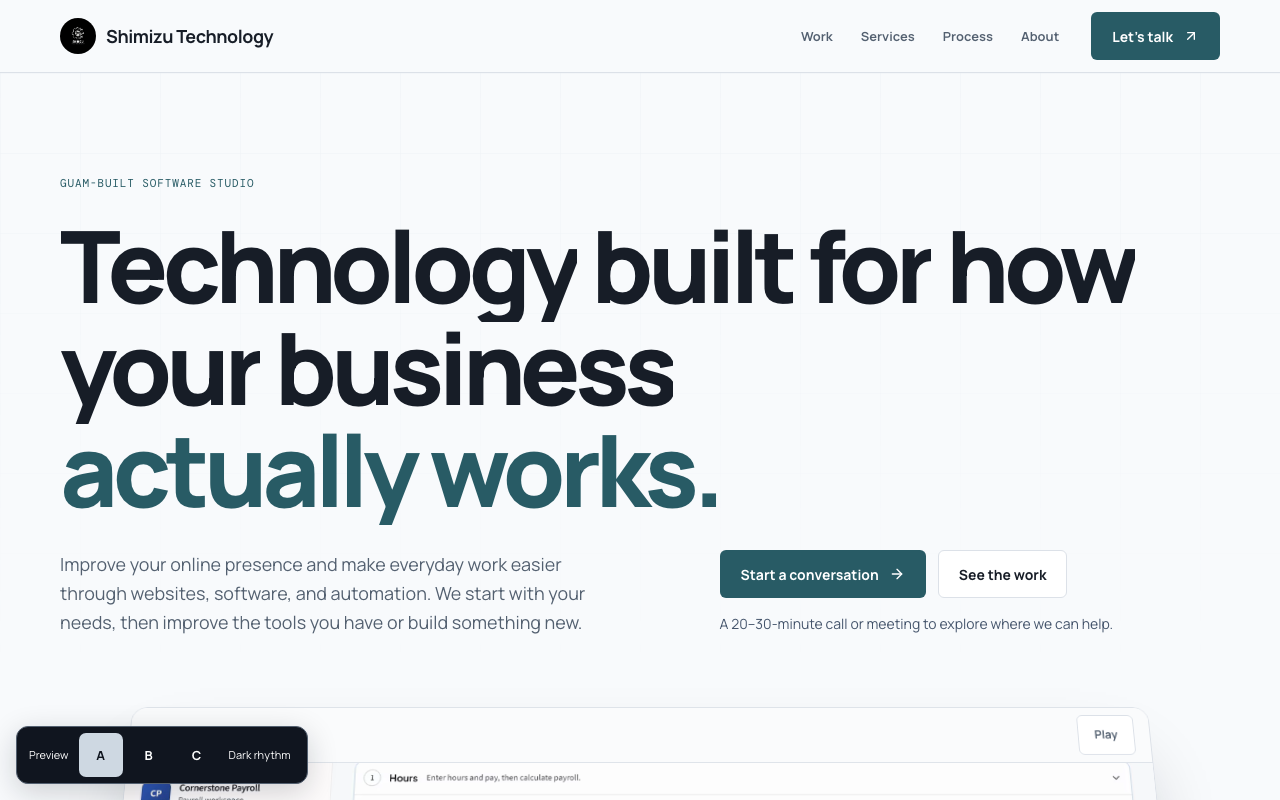 Shimizu Technology
Work
Services
Process
About
Let's talk
GUAM-BUILT SOFTWARE STUDIO
Technology built for how
your business
actually works.
Improve your online presence and make everyday work easier
through websites, software, and automation. We start with your
needs, then improve the tools you have or build something new.
Start a conversation
See the work
A 20–30-minute call or meeting to explore where we can help.
Play
1 Hours Enter hours and pay, then calculate payroll.
CP Cornerstone Payroll
Payroll workspace
Preview A B C Dark rhythm